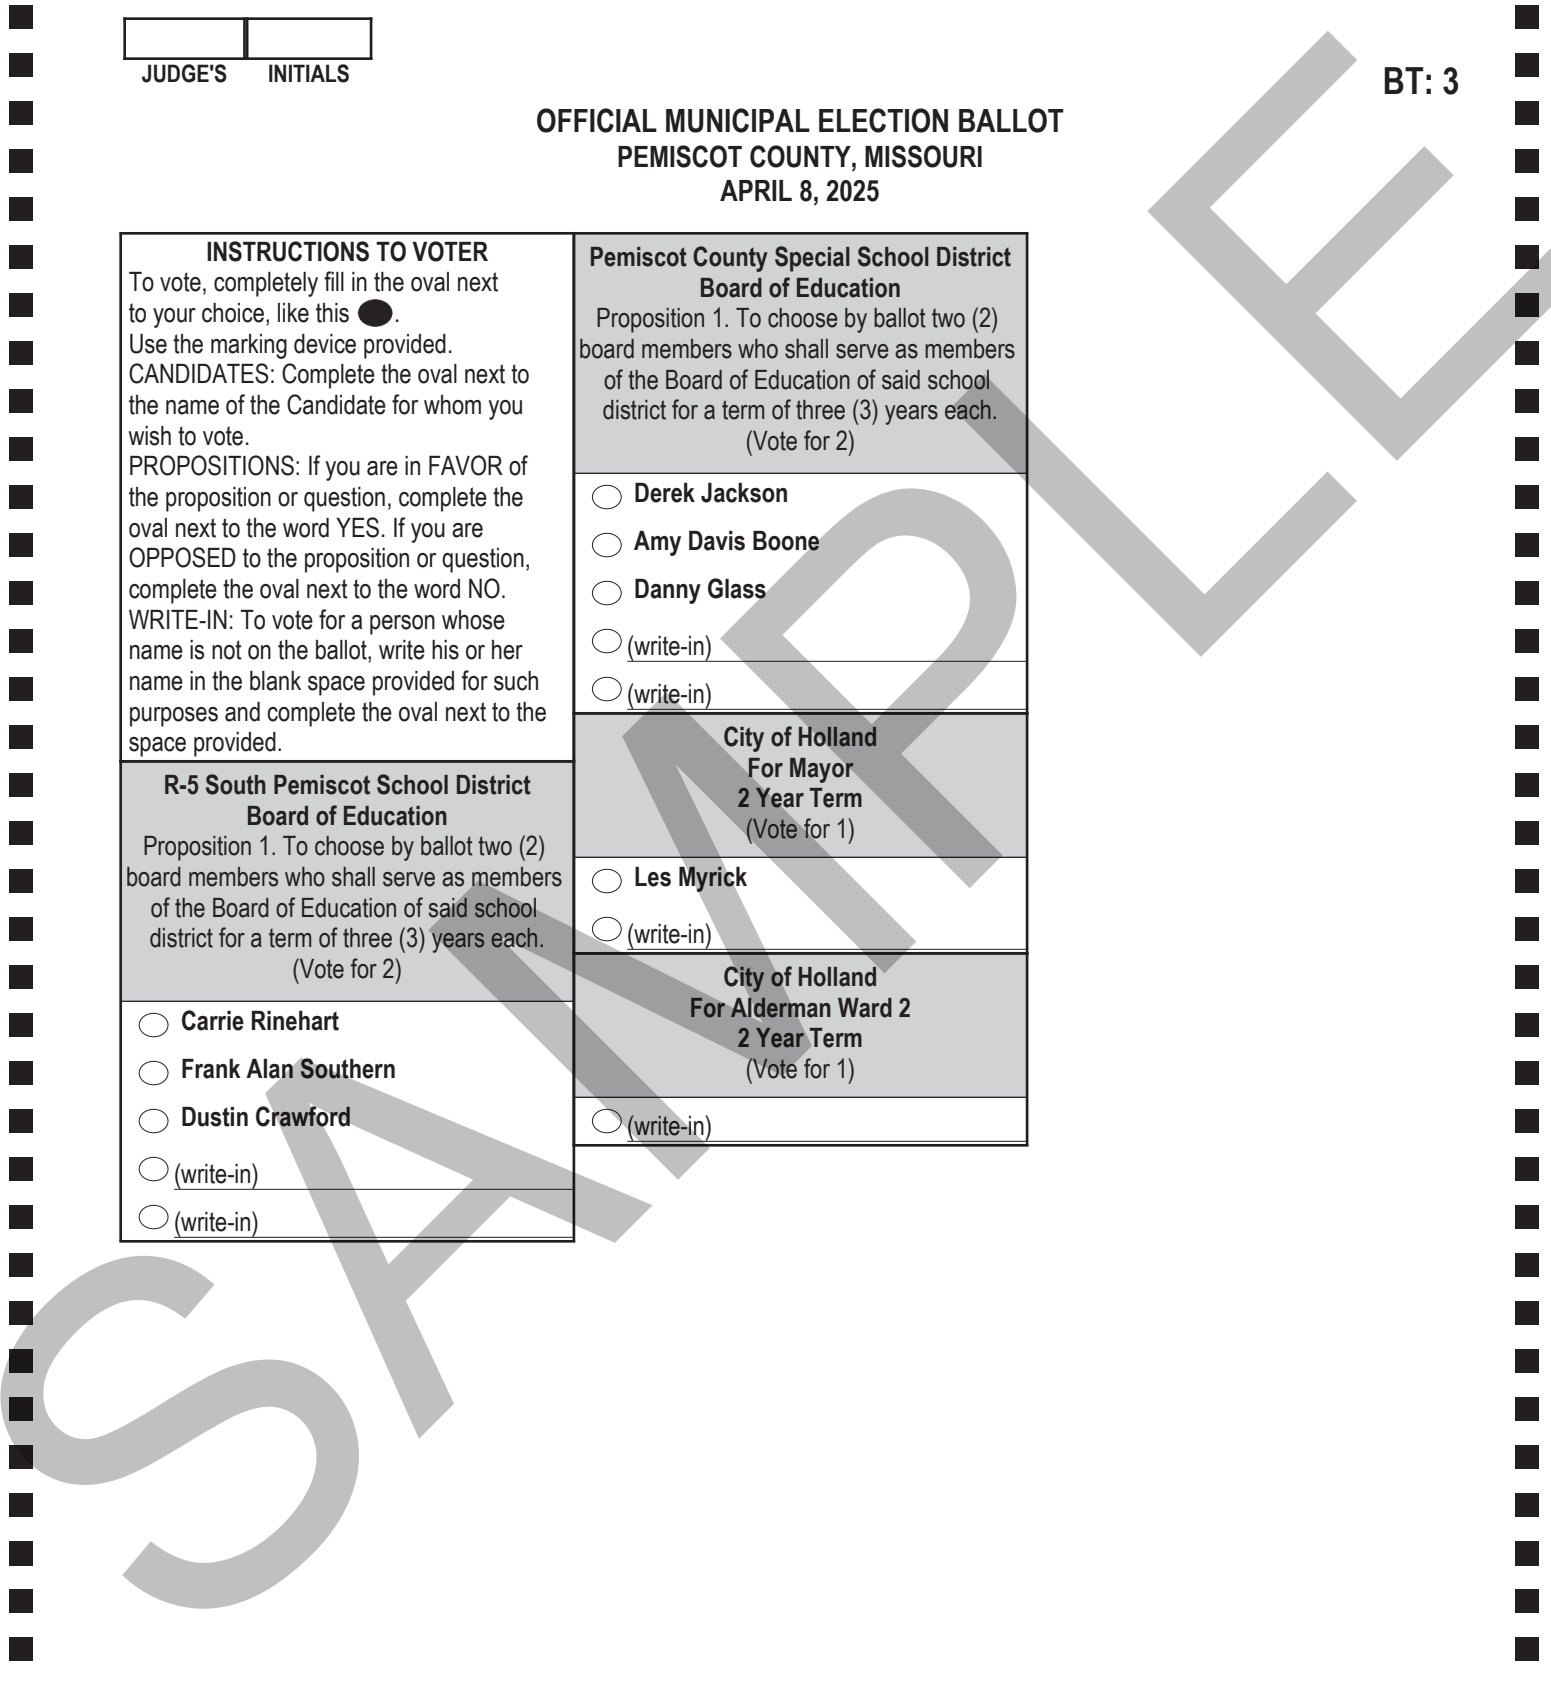 JUDGE'S INITIALS
BT: 3
OFFICIAL MUNICIPAL ELECTION BALLOT
PEMISCOT COUNTY, MISSOURI
APRIL 8, 2025
INSTRUCTIONS TO VOTER
To vote, completely fill in the oval next
to your choice, like this .
Use the marking device provided.
CANDIDATES: Complete the oval next to
the name of the Candidate for whom you
wish to vote.
PROPOSITIONS: If you are in FAVOR of
the proposition or question, complete the
oval next to the word YES. If you are
OPPOSED to the proposition or question,
complete the oval next to the word NO.
WRITE-IN: To vote for a person whose
name is not on the ballot, write his or her
name in the blank space provided for such
purposes and complete the oval next to the
space provided.
R-5 South Pemiscot School District
Board of Education
Proposition 1. To choose by ballot two (2)
board members who shall serve as members
of the Board of Education of said school
district for a term of three (3) years each.
(Vote for 2)
Carrie Rinehart
Frank Alan Southern
Dustin Crawford
(write-in)
(write-in)
Pemiscot County Special School District
Board of Education
Proposition 1. To choose by ballot two (2)
board members who shall serve as members
of the Board of Education of said school
district for a term of three (3) years each.
(Vote for 2)
Derek Jackson
Amy Davis Boone
Danny Glass
(write-in)
(write-in)
City of Holland
For Mayor
2 Year Term
(Vote for 1)
Les Myrick
(write-in)
City of Holland
For Alderman Ward 2
2 Year Term
(Vote for 1)
(write-in)
SAMPLE